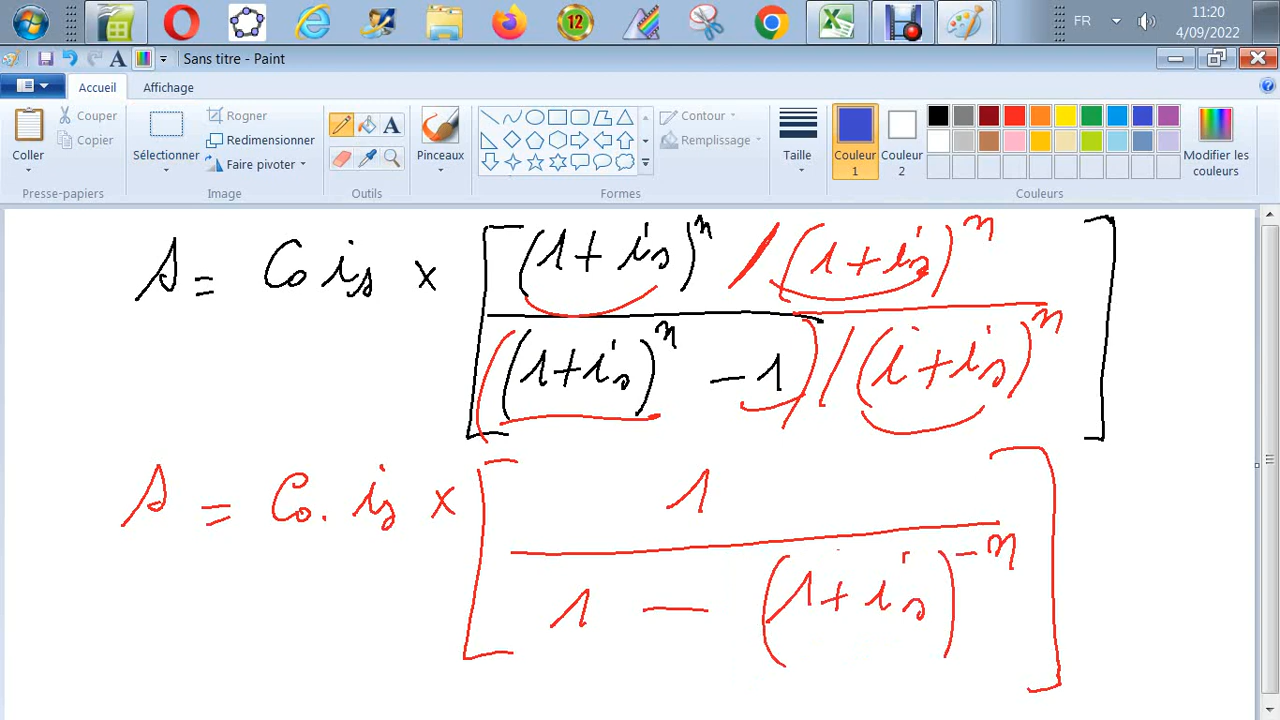 12
FR
11:20
4/09/2022
Sans titre - Paint
Accueil
Affichage
Coller
Couper
Copier
Presse-papiers
Sélectionner
Rogner
Redimensionner
Faire pivoter
Image
A
Outils
Pinceaux
Contour
Remplissage
Formes
Taille
Couleur 1
Couleur 2
Modifier les couleurs
Couleurs
s = Co is × [ (1+is)^n / (1+is)^n
((1+is)^n - 1) / (i+is)^n ]
s = Co. is × [ 1
1 — (1+is)^-n ]